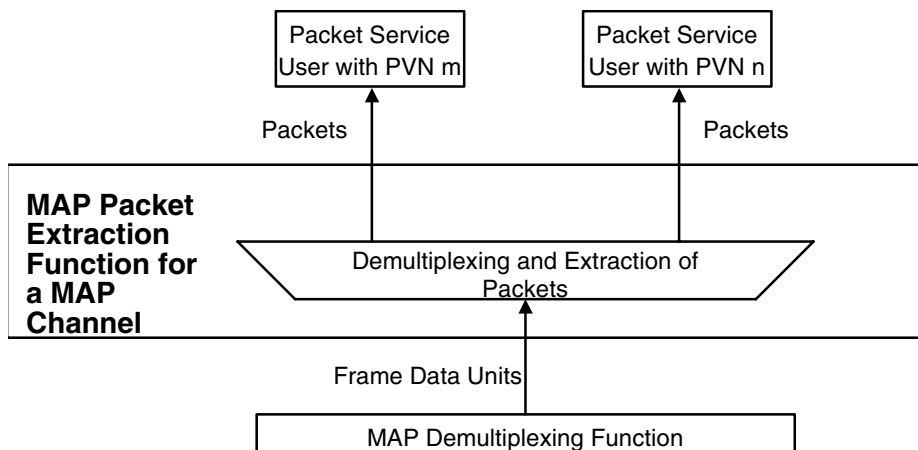 Packet Service
User with PVN m
Packet Service
User with PVN n
Packets
Packets
MAP Packet
Extraction
Function for
a MAP
Channel
Demultiplexing and Extraction of
Packets
Frame Data Units
MAP Demultiplexing Function